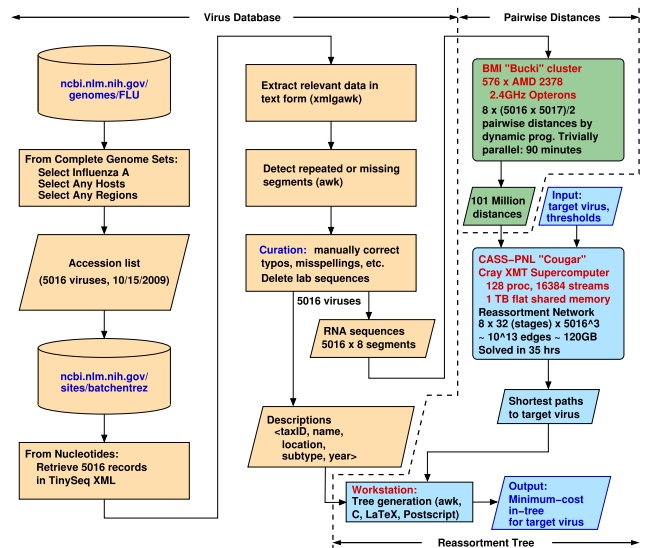 Virus Database
Pairwise Distances
ncbi.nlm.nih.gov/
genomes/FLU
From Complete Genome Sets:
Select Influenza A
Select Any Hosts
Select Any Regions
Accession list
(5016 viruses, 10/15/2009)
ncbi.nlm.nih.gov/
sites/batchentrez
From Nucleotides:
Retrieve 5016 records
in TinySeq XML
Extract relevant data in
text form (xmlgawk)
Detect repeated or missing
segments (awk)
Curation: manually correct
typos, misspellings, etc.
Delete lab sequences
5016 viruses
RNA sequences
5016 x 8 segments
Descriptions
<taxID, name,
location,
subtype, year>
BMI "Bucki" cluster
576 x AMD 2378
2.4GHz Opterons
8 x (5016 x 5017)/2
pairwise distances by
dynamic prog. Trivially
parallel: 90 minutes
101 Million
distances
Input:
target virus,
thresholds
CASS−PNL "Cougar"
Cray XMT Supercomputer
128 proc, 16384 streams
1 TB flat shared memory
Reassortment Network
8 x 32 (stages) x 5016^3
~ 10^13 edges ~ 120GB
Solved in 35 hrs
Shortest paths
to target virus
Workstation:
Tree generation (awk,
C, LaTeX, Postscript)
Output:
Minimum−cost
in−tree
for target virus
Reassortment Tree